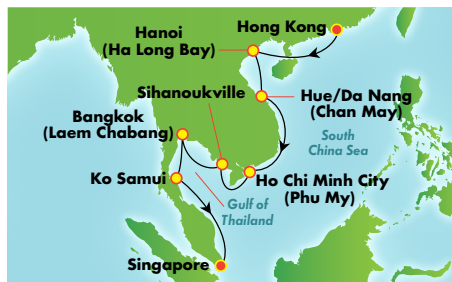 Hong Kong
Hanoi
(Ha Long Bay)
Sihanoukville
Hue/Da Nang
(Chan May)
Bangkok
(Laem Chabang)
South
China Sea
Ko Samui
Ho Chi Minh City
(Phu My)
Gulf of
Thailand
Singapore